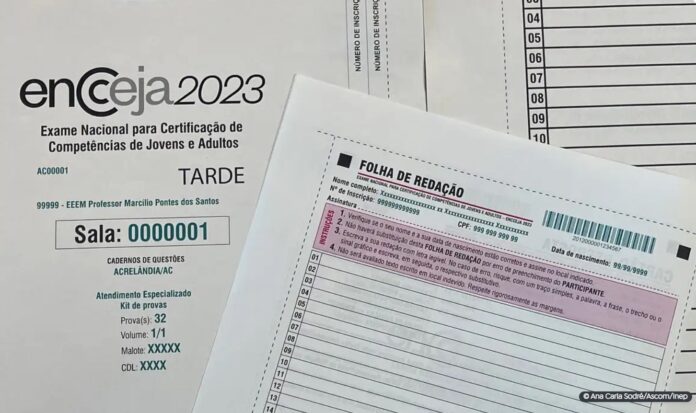 encceja2023
Exame Nacional para Certificação de
Competências de Jovens e Adultos
AC00001
TARDE
99999 - EEEM Professor Marcílio Pontes dos Santos
Sala: 0000001
CADERNOS DE QUESTÕES
ACRELÂNDIA/AC
Atendimento Especializado
Kit de provas
Prova(s): 32
Volume: 1/1
Malote: XXXXX
CDL: XXXX
NÚMERO DE INSCRIÇ
NÚMERO DE INSCRIÇ
03
04
05
06
07
08
09
10
FOLHA DE REDAÇÃO
EXAME NACIONAL PARA CERTIFICAÇÃO DE COMPETÊNCIAS DE JOVENS E ADULTOS - ENCCEJA 2023
Nome completo:
Nº de Inscrição: 999999999999
CPF: 999 999 999 99
Data de nascimento: 99/99/9999
Assinatura
INSTRUÇÕES
1. Verifique se o seu nome e a sua data de nascimento estão corretos e assine no local indicado.
2. Não haverá substituição desta FOLHA DE REDAÇÃO por erro de preenchimento do PARTICIPANTE.
3. Escreva a sua redação com letra legível. No caso de erro, risque, com um traço simples, a palavra, a frase, o trecho ou o
sinal gráfico e escreva, em seguida, o respectivo substitutivo.
4. Não será avaliado texto escrito em local indevido. Respeite rigorosamente as margens.
01
02
03
04
05
06
07
08
09
10
11
12
13
14
© Ana Carla Sodré/Ascom/Inep